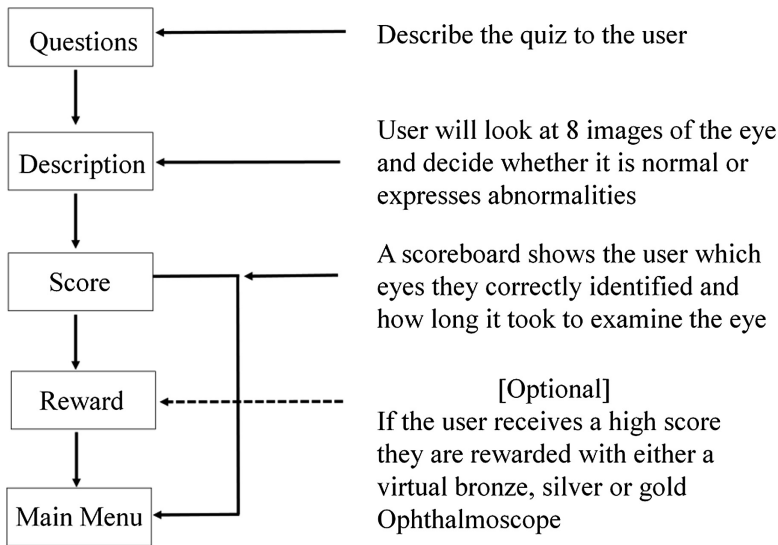 Questions
Describe the quiz to the user
Description
User will look at 8 images of the eye
and decide whether it is normal or
expresses abnormalities
Score
A scoreboard shows the user which
eyes they correctly identified and
how long it took to examine the eye
Reward
[Optional]
If the user receives a high score
they are rewarded with either a
virtual bronze, silver or gold
Ophthalmoscope
Main Menu